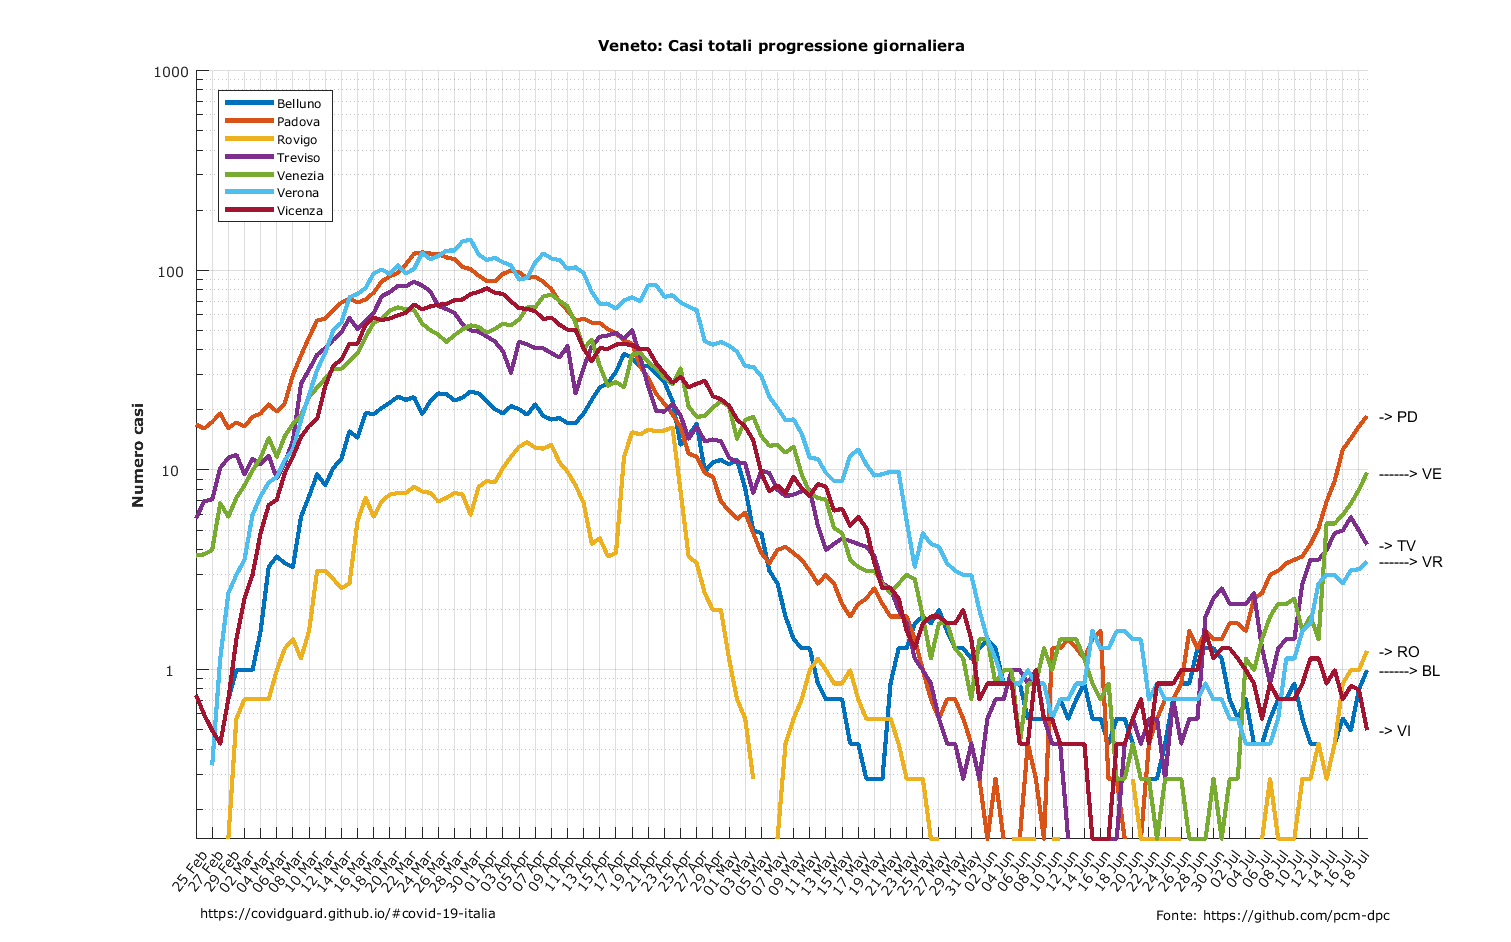 Veneto: Casi totali progressione giornaliera
1000
100
10
1
Numero casi
Belluno
Padova
Rovigo
Treviso
Venezia
Verona
Vicenza
-> PD
------> VE
-> TV
------> VR
-> RO
------> BL
-> VI
25 Feb
27 Feb
29 Feb
02 Mar
04 Mar
06 Mar
08 Mar
10 Mar
12 Mar
14 Mar
16 Mar
18 Mar
20 Mar
22 Mar
24 Mar
26 Mar
28 Mar
30 Mar
01 Apr
03 Apr
05 Apr
07 Apr
09 Apr
11 Apr
13 Apr
15 Apr
17 Apr
19 Apr
21 Apr
23 Apr
25 Apr
27 Apr
29 Apr
01 May
03 May
05 May
07 May
09 May
11 May
13 May
15 May
17 May
19 May
21 May
23 May
25 May
27 May
29 May
31 May
02 Jun
04 Jun
06 Jun
08 Jun
10 Jun
12 Jun
14 Jun
16 Jun
18 Jun
20 Jun
22 Jun
24 Jun
26 Jun
28 Jun
30 Jun
02 Jul
04 Jul
06 Jul
08 Jul
10 Jul
12 Jul
14 Jul
16 Jul
18 Jul
https://covidguard.github.io/#covid-19-italia
Fonte: https://github.com/pcm-dpc